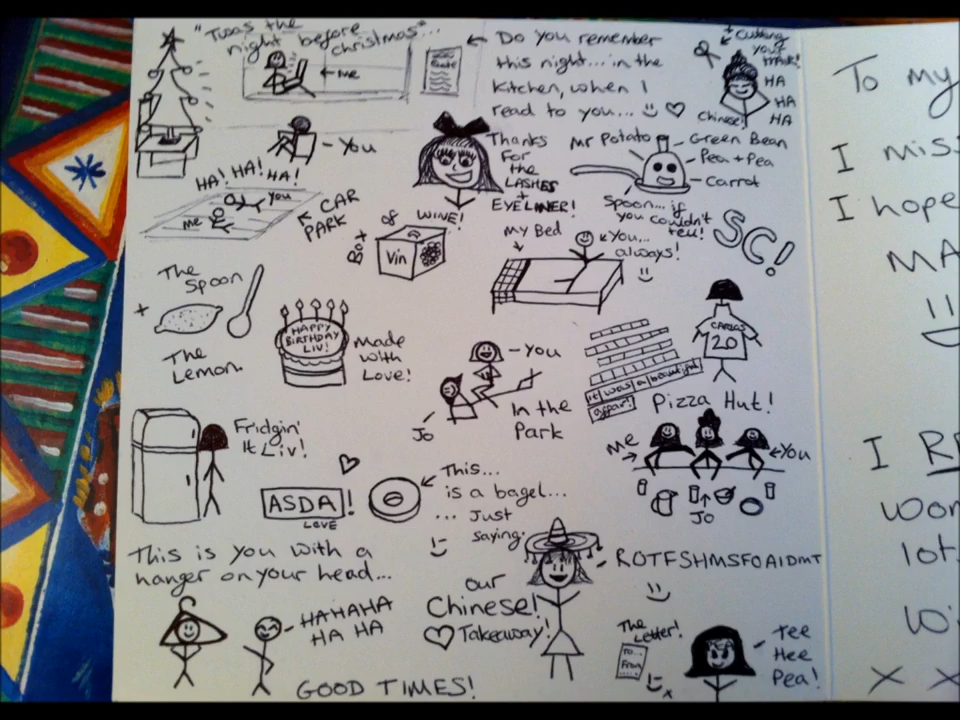 "Twas the
night before
christmas..."
← me
Do you remember
this night... in the
kitchen, when I
read to you...
Cutting
your
HAIR!
HA
HA
HA
HA
Chinese!
You
Thanks
For
the
LASHES
+
EYELINER!
Mr Potato
Green Bean
Pea + Pea
Carrot
Spoon... if
you couldn't
tell!
HA! HA! HA!
you
me
CAR
PARK
Box of WINE!
Vin
My Bed
You...
always!
SC!
The
Spoon
+
The
Lemon
HAPPY
BIRTHDAY
LIV!
Made
with
Love!
You
Jo
In the
Park
it was a beautiful
affair!
CARLOS
20
Pizza Hut!
me
You
Jo
Fridgin'
it Liv!
ASDA!
LOVE
This...
is a bagel...
... Just
saying.
This is you with a
hanger on your head...
HAHAHA
HA HA
our
Chinese!
Takeaway!
ROTFSHMSFOAIDMT
The
Letter!
To...
From
Tee
Hee
Pea!
x
GOOD TIMES!
To my
I miss
I hope
MA
I
lot
x x